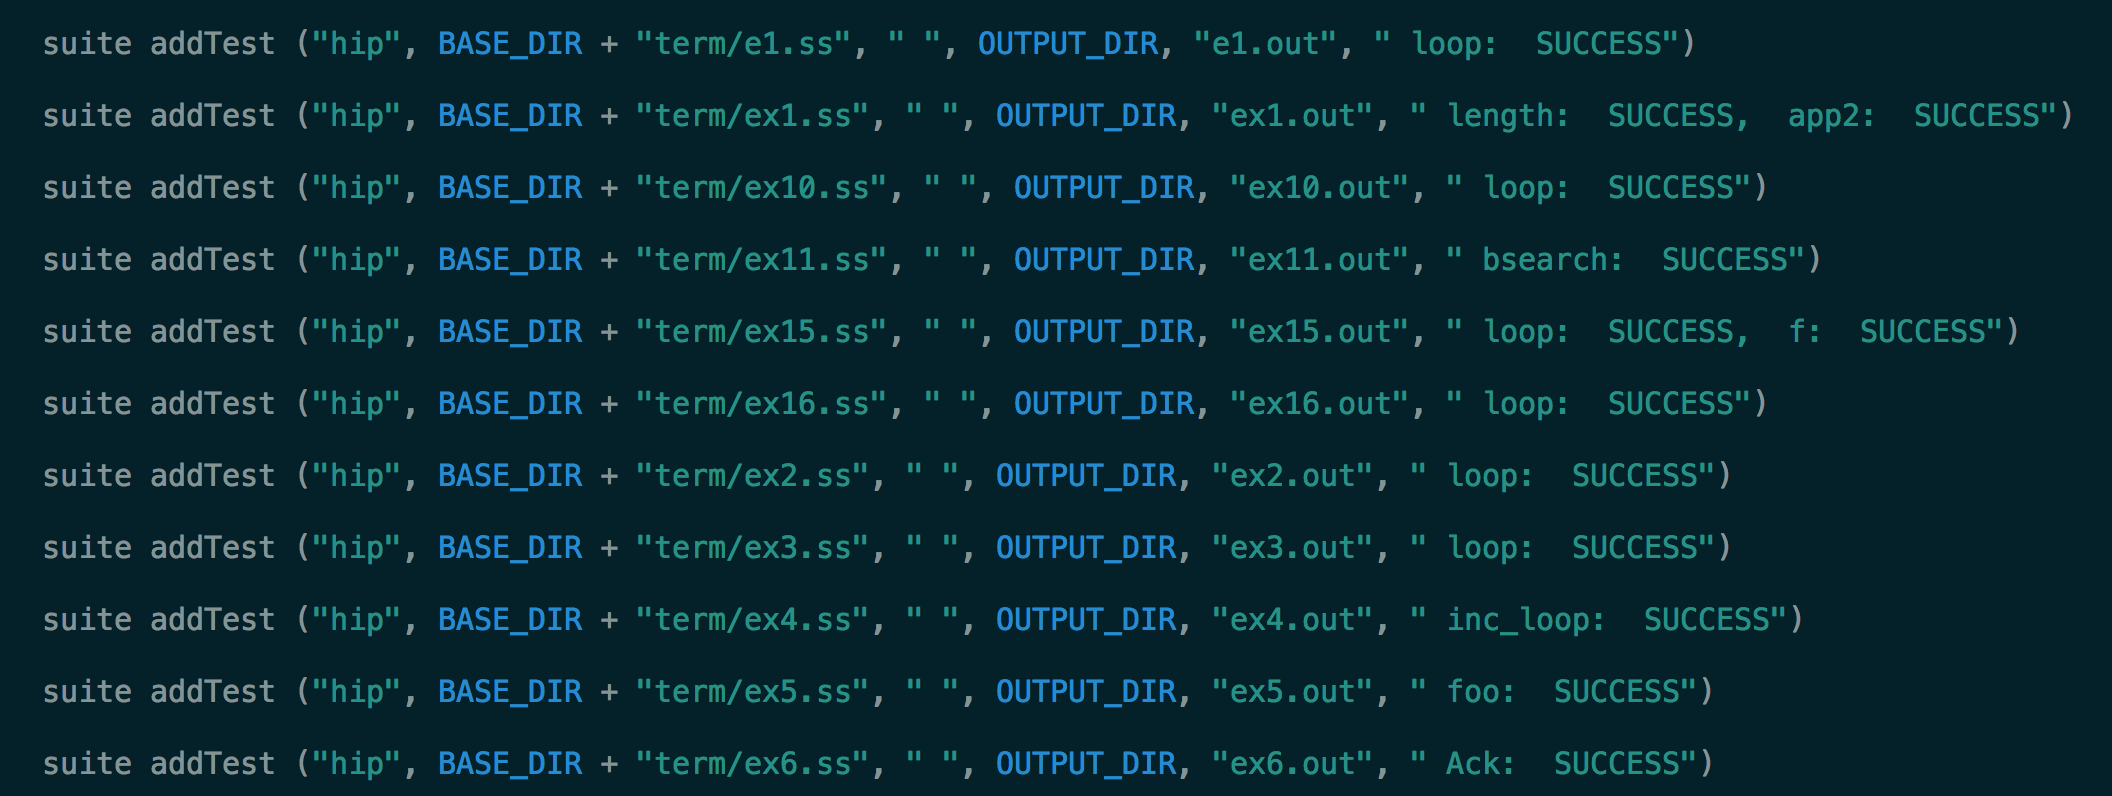 suite addTest ("hip", BASE_DIR + "term/e1.ss", " ", OUTPUT_DIR, "e1.out", " loop:  SUCCESS")
suite addTest ("hip", BASE_DIR + "term/ex1.ss", " ", OUTPUT_DIR, "ex1.out", " length:  SUCCESS,  app2:  SUCCESS")
suite addTest ("hip", BASE_DIR + "term/ex10.ss", " ", OUTPUT_DIR, "ex10.out", " loop:  SUCCESS")
suite addTest ("hip", BASE_DIR + "term/ex11.ss", " ", OUTPUT_DIR, "ex11.out", " bsearch:  SUCCESS")
suite addTest ("hip", BASE_DIR + "term/ex15.ss", " ", OUTPUT_DIR, "ex15.out", " loop:  SUCCESS,  f:  SUCCESS")
suite addTest ("hip", BASE_DIR + "term/ex16.ss", " ", OUTPUT_DIR, "ex16.out", " loop:  SUCCESS")
suite addTest ("hip", BASE_DIR + "term/ex2.ss", " ", OUTPUT_DIR, "ex2.out", " loop:  SUCCESS")
suite addTest ("hip", BASE_DIR + "term/ex3.ss", " ", OUTPUT_DIR, "ex3.out", " loop:  SUCCESS")
suite addTest ("hip", BASE_DIR + "term/ex4.ss", " ", OUTPUT_DIR, "ex4.out", " inc_loop:  SUCCESS")
suite addTest ("hip", BASE_DIR + "term/ex5.ss", " ", OUTPUT_DIR, "ex5.out", " foo:  SUCCESS")
suite addTest ("hip", BASE_DIR + "term/ex6.ss", " ", OUTPUT_DIR, "ex6.out", " Ack:  SUCCESS")